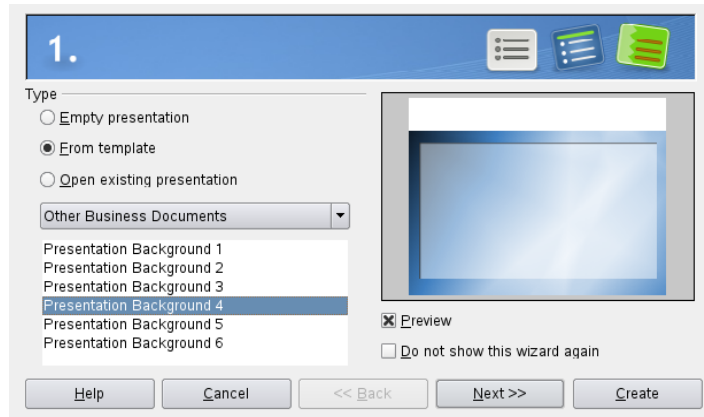 1.
Type
Empty presentation
From template
Open existing presentation
Other Business Documents
Presentation Background 1
Presentation Background 2
Presentation Background 3
Presentation Background 4
Presentation Background 5
Presentation Background 6
Preview
Do not show this wizard again
Help Cancel << Back Next >> Create